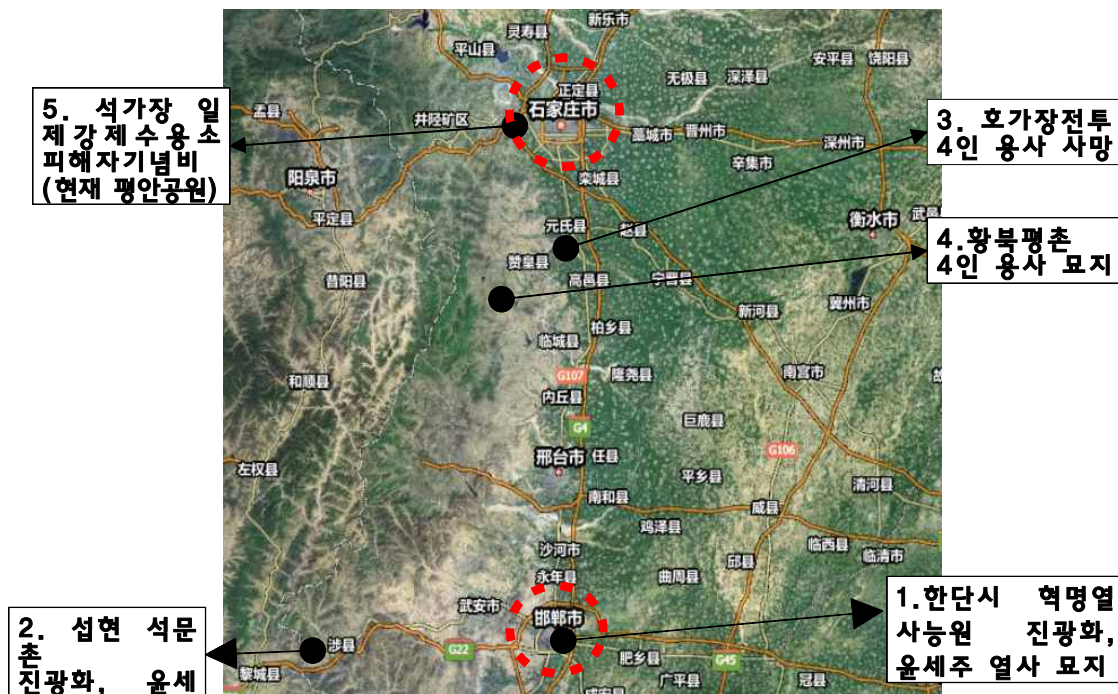 灵寿县
新乐市
平山县
安平县
饶阳县
无极县
深泽县
正定县
石家庄市
井陉矿区
孟县
藁城市
晋州市
深州市
辛集市
阳泉市
栾城县
平定县
元氏县
赵县
衡水市
赞皇县
高邑县
宁晋县
昔阳县
新河县
冀州市
柏乡县
临城县
和顺县
G107
隆尧县
南宫市
内丘县
巨鹿县
G4
G106
邢台市
任县
左权县
平乡县
清河县
南和县
威县
鸡泽县
沙河市
临西县
临清市
邱县
永年县
曲周县
武安市
邯郸市
涉县
G22
肥乡县
G45
黎城县
广平县
冠县
5. 석가장 일
제강제수용소
피해자기념비
(현재 평안공원)
3. 호가장전투
4인 용사 사망
4.황북평촌
4인 용사 묘지
1.한단시 혁명열
사능원 진광화,
윤세주 열사 묘지
2. 섭현 석문
촌
진광화, 윤세